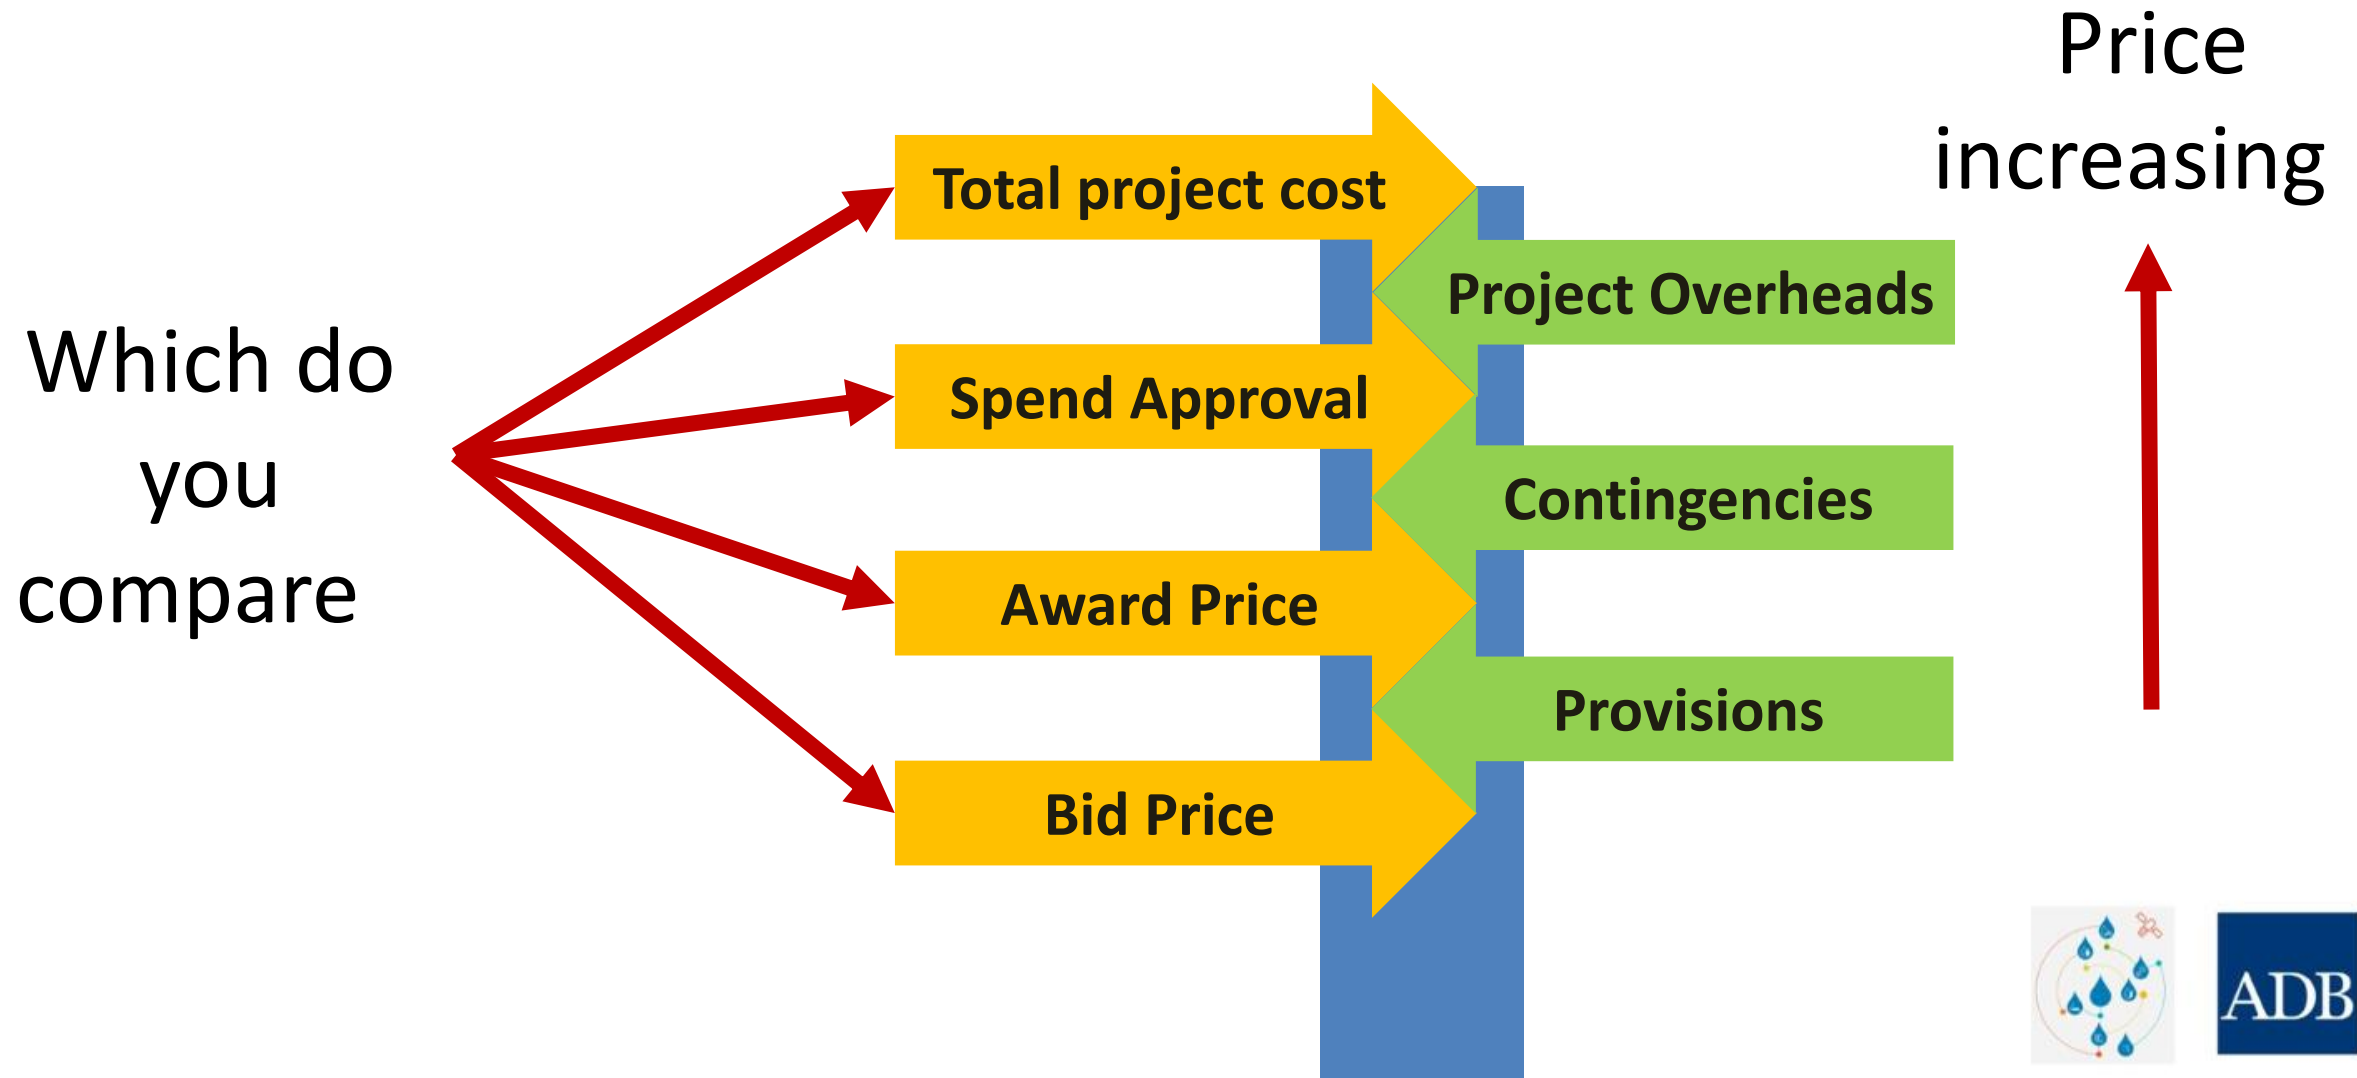 Price
increasing
Which do
you
compare
Total project cost
Project Overheads
Spend Approval
Contingencies
Award Price
Provisions
Bid Price
ADB